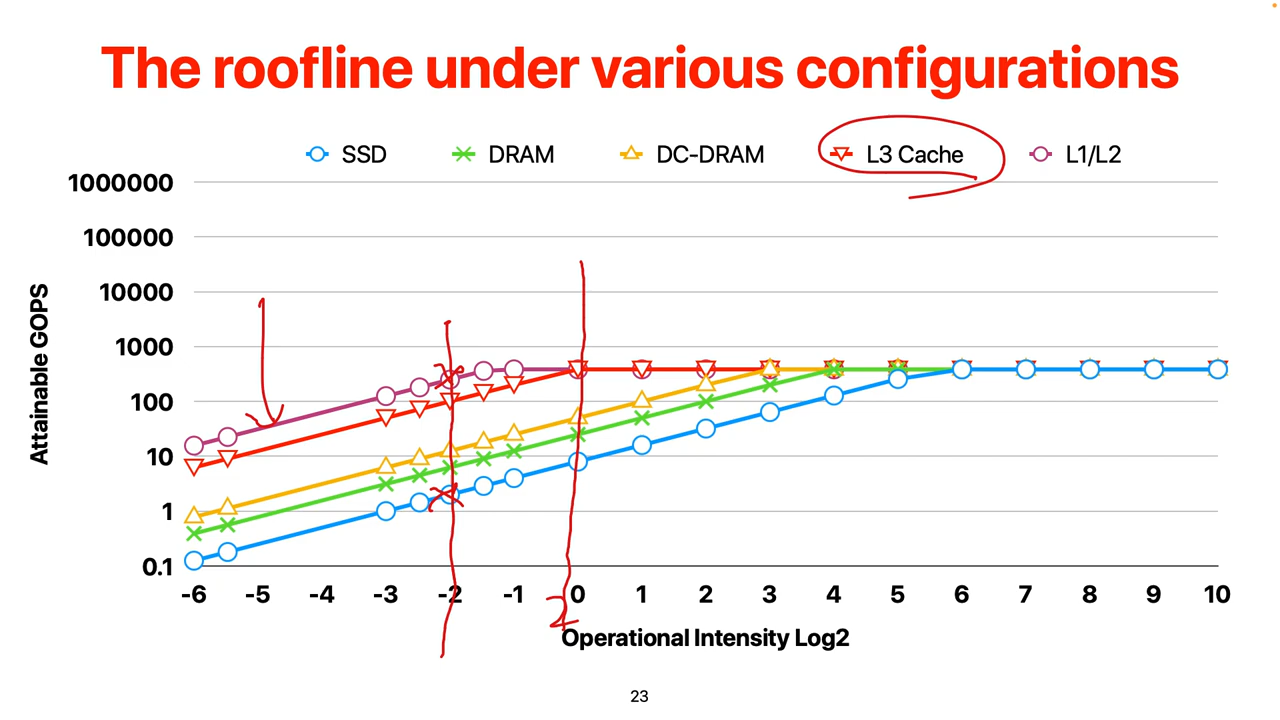 The roofline under various configurations
SSD DRAM DC-DRAM L3 Cache L1/L2
1000000
100000
10000
1000
100
10
1
0.1
Attainable GOPS
-6 -5 -4 -3 -2 -1 0 1 2 3 4 5 6 7 8 9 10
2
Operational Intensity Log2
23